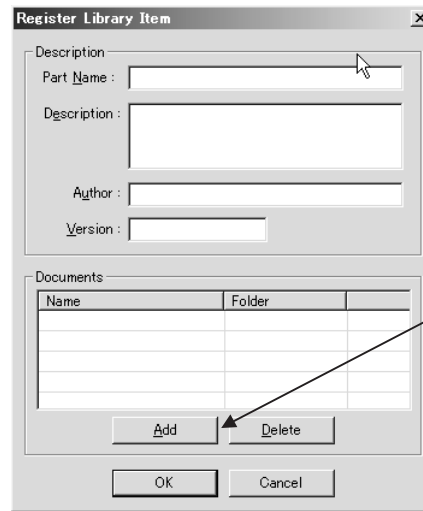 Register Library Item
Description
Part Name :
Description :
Author :
Version :
Documents
Name Folder
Add Delete
OK Cancel